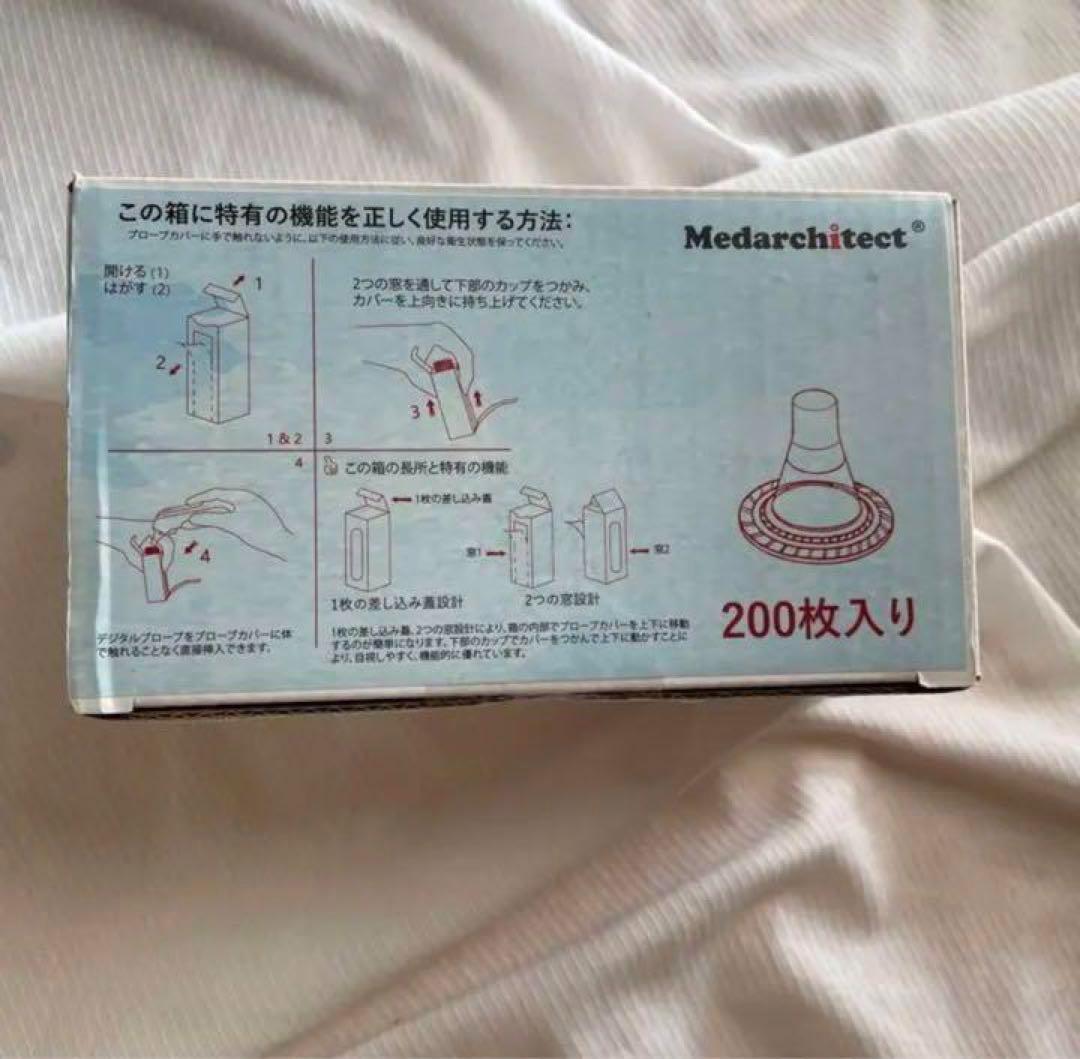 この箱に特有の機能を正しく使用する方法:
プローブカバーに手で触れないように、以下の使用方法に従い、良好な衛生状態を保ってください。
Medarchitect®
開ける (1)
はがす (2)
1
2
1 & 2
2つの窓を通して下部のカップをつかみ、
カバーを上向きに持ち上げてください。
3
3
4
4
デジタルプローブをプローブカバーに体
で触れることなく直接挿入できます。
この箱の長所と特有の機能
1枚の差し込み蓋
窓1
窓2
1枚の差し込み蓋設計
2つの窓設計
1枚の差し込み蓋、2つの窓設計により、箱の内部でプローブカバーを上下に移動
するのが簡単になります。下部のカップでカバーをつかんで上下に動かすことに
より、目視しやすく、機能的に優れています。
200枚入り